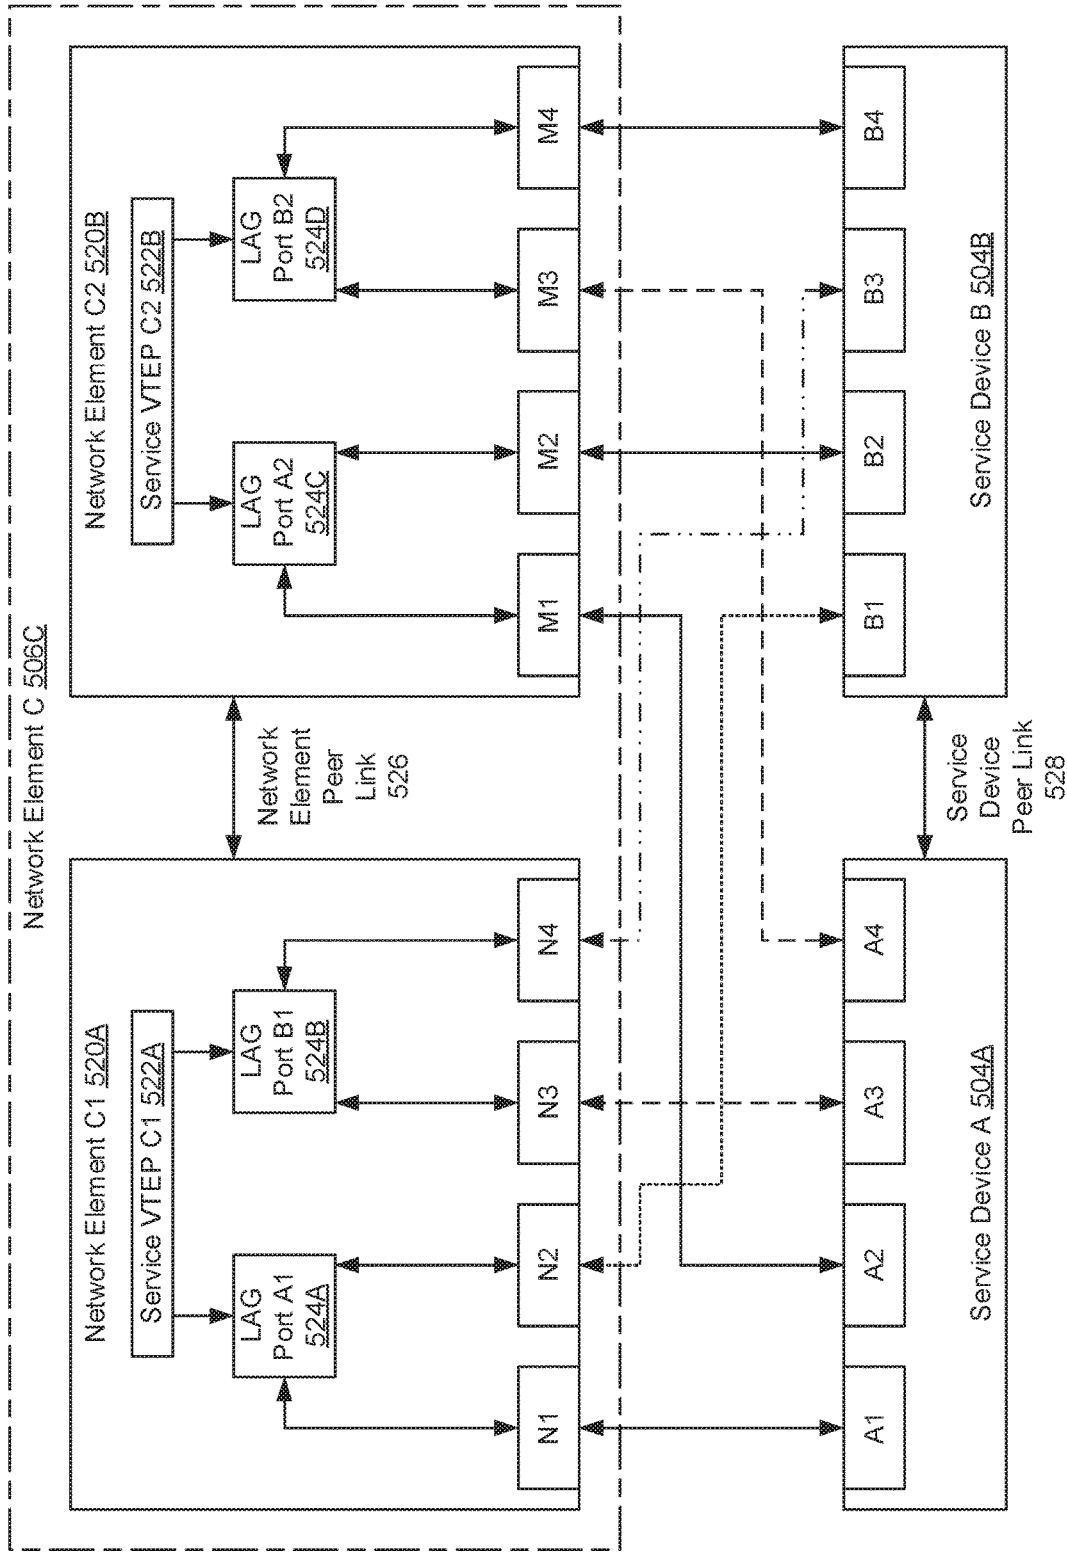 Network Element C 506C
Network Element C1 520A
Service VTEP C1 522A
LAG
Port A1
524A
LAG
Port B1
524B
N1
N2
N3
N4
Network
Element
Peer
Link
526
Network Element C2 520B
Service VTEP C2 522B
LAG
Port A2
524C
LAG
Port B2
524D
M1
M2
M3
M4
A1
A2
A3
A4
Service Device A 504A
Service
Device
Peer Link
528
B1
B2
B3
B4
Service Device B 504B